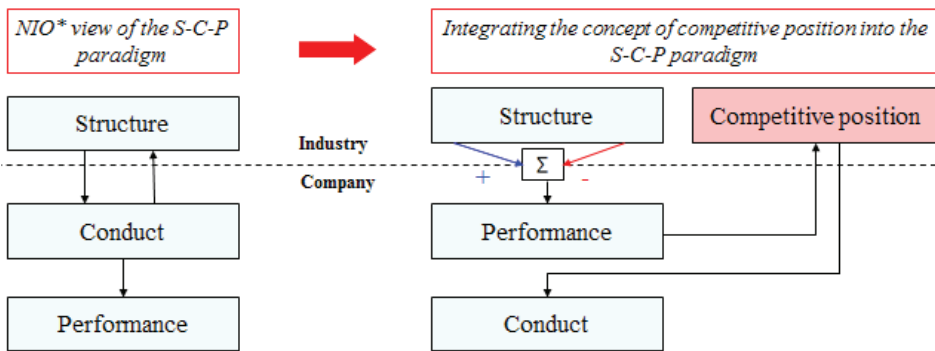 NIO* view of the S-C-P
paradigm
Integrating the concept of competitive position into the
S-C-P paradigm
Structure
Structure
Competitive position
Industry
Σ
Company
+
-
Conduct
Performance
Performance
Conduct